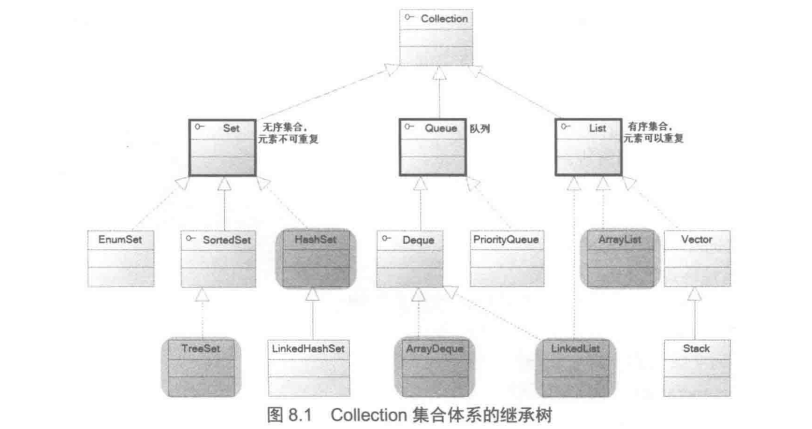 Collection
Set
无序集合，
元素不可重复
Queue
队列
List
有序集合，
元素可以重复
EnumSet
SortedSet
HashSet
Deque
PriorityQueue
ArrayList
Vector
TreeSet
LinkedHashSet
ArrayDeque
LinkedList
Stack
图 8.1 Collection 集合体系的继承树